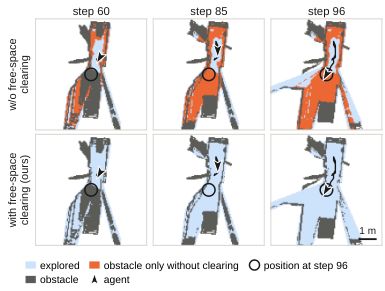 step 60 step 85 step 96
w/o free-space
clearing
with free-space
clearing (ours)
1 m
explored obstacle only without clearing position at step 96
obstacle agent